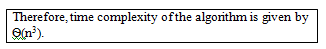 Therefore, time complexity of the algorithm is given by
Θ(n³).